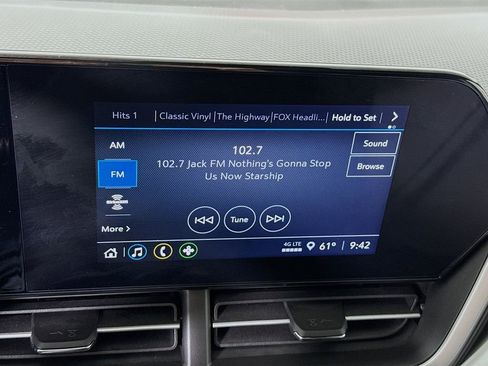 Hits 1 Classic Vinyl The Highway FOX Headli... Hold to Set >
AM
102.7
Sound
102.7 Jack FM Nothing's Gonna Stop
Us Now Starship
FM
Browse
Tune
More >
4G LTE 61° 9:42